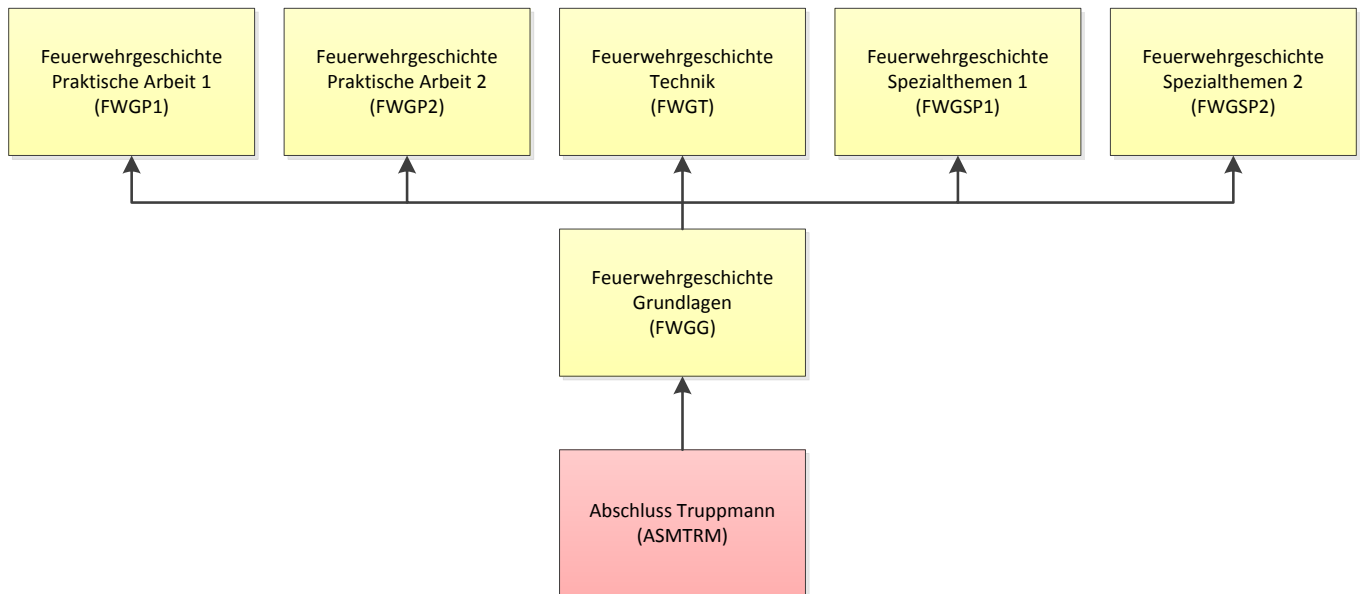 Feuerwehrgeschichte
Praktische Arbeit 1
(FWGP1)
Feuerwehrgeschichte
Praktische Arbeit 2
(FWGP2)
Feuerwehrgeschichte
Technik
(FWGT)
Feuerwehrgeschichte
Spezialthemen 1
(FWGSP1)
Feuerwehrgeschichte
Spezialthemen 2
(FWGSP2)
Feuerwehrgeschichte
Grundlagen
(FWGG)
Abschluss Truppmann
(ASMTRM)